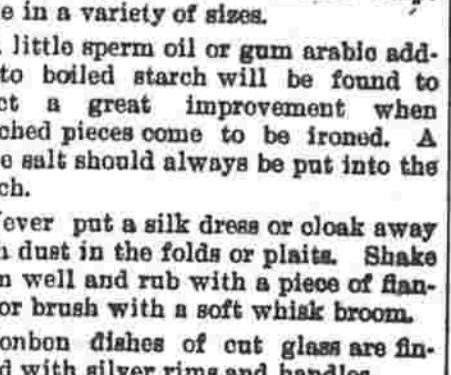 e in a variety of sizes.
little sperm oil or gum arabic add-
to boiled starch will be found to
ct a great improvement when
ched pieces come to be ironed. A
e salt should always be put into the
ch.
ever put a silk dress or cloak away
h dust in the folds or plaits. Shake
n well and rub with a piece of flan-
or brush with a soft whisk broom.
onbon dishes of cut glass are fin-
d with silver rims and handles